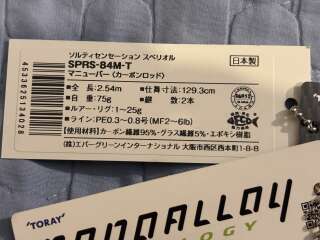 ソルティセンセーション スペリオル
SPRS-84M-T
マニューバー〈カーボンロッド〉
日本製
■全 長：2.54m ■仕舞寸法：129.3cm
■自 重：75g ■継 数：2本
■ルアー・リグ：1～25g
■ライン：PE0.3～0.8号(MF2～6lb)
【使用材料】カーボン繊維95%・グラス繊維5%・エポキシ樹脂
(株)エバーグリーンインターナショナル 大阪市西区西本町1-8-8
4533625134028
"TORAY"
NANOALLOY
TECHNOLOGY